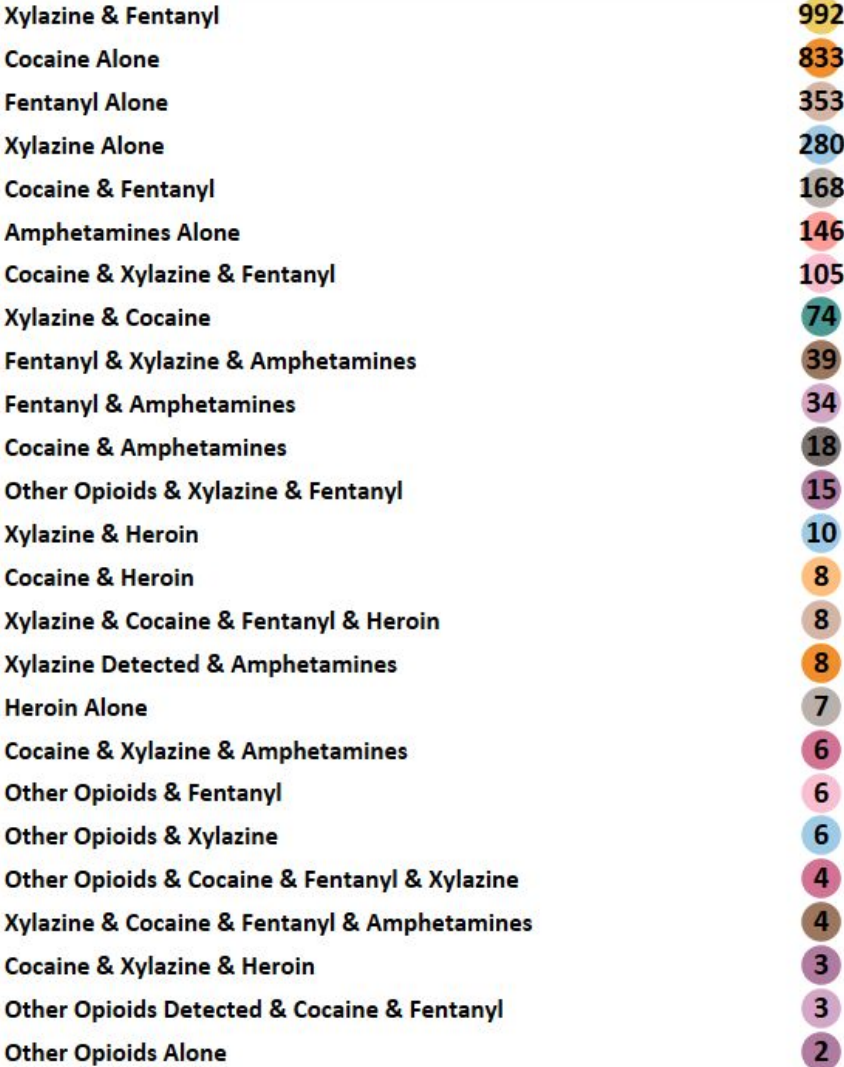 Xylazine & Fentanyl 992
Cocaine Alone 833
Fentanyl Alone 353
Xylazine Alone 280
Cocaine & Fentanyl 168
Amphetamines Alone 146
Cocaine & Xylazine & Fentanyl 105
Xylazine & Cocaine 74
Fentanyl & Xylazine & Amphetamines 39
Fentanyl & Amphetamines 34
Cocaine & Amphetamines 18
Other Opioids & Xylazine & Fentanyl 15
Xylazine & Heroin 10
Cocaine & Heroin 8
Xylazine & Cocaine & Fentanyl & Heroin 8
Xylazine Detected & Amphetamines 8
Heroin Alone 7
Cocaine & Xylazine & Amphetamines 6
Other Opioids & Fentanyl 6
Other Opioids & Xylazine 6
Other Opioids & Cocaine & Fentanyl & Xylazine 4
Xylazine & Cocaine & Fentanyl & Amphetamines 4
Cocaine & Xylazine & Heroin 3
Other Opioids Detected & Cocaine & Fentanyl 3
Other Opioids Alone 2